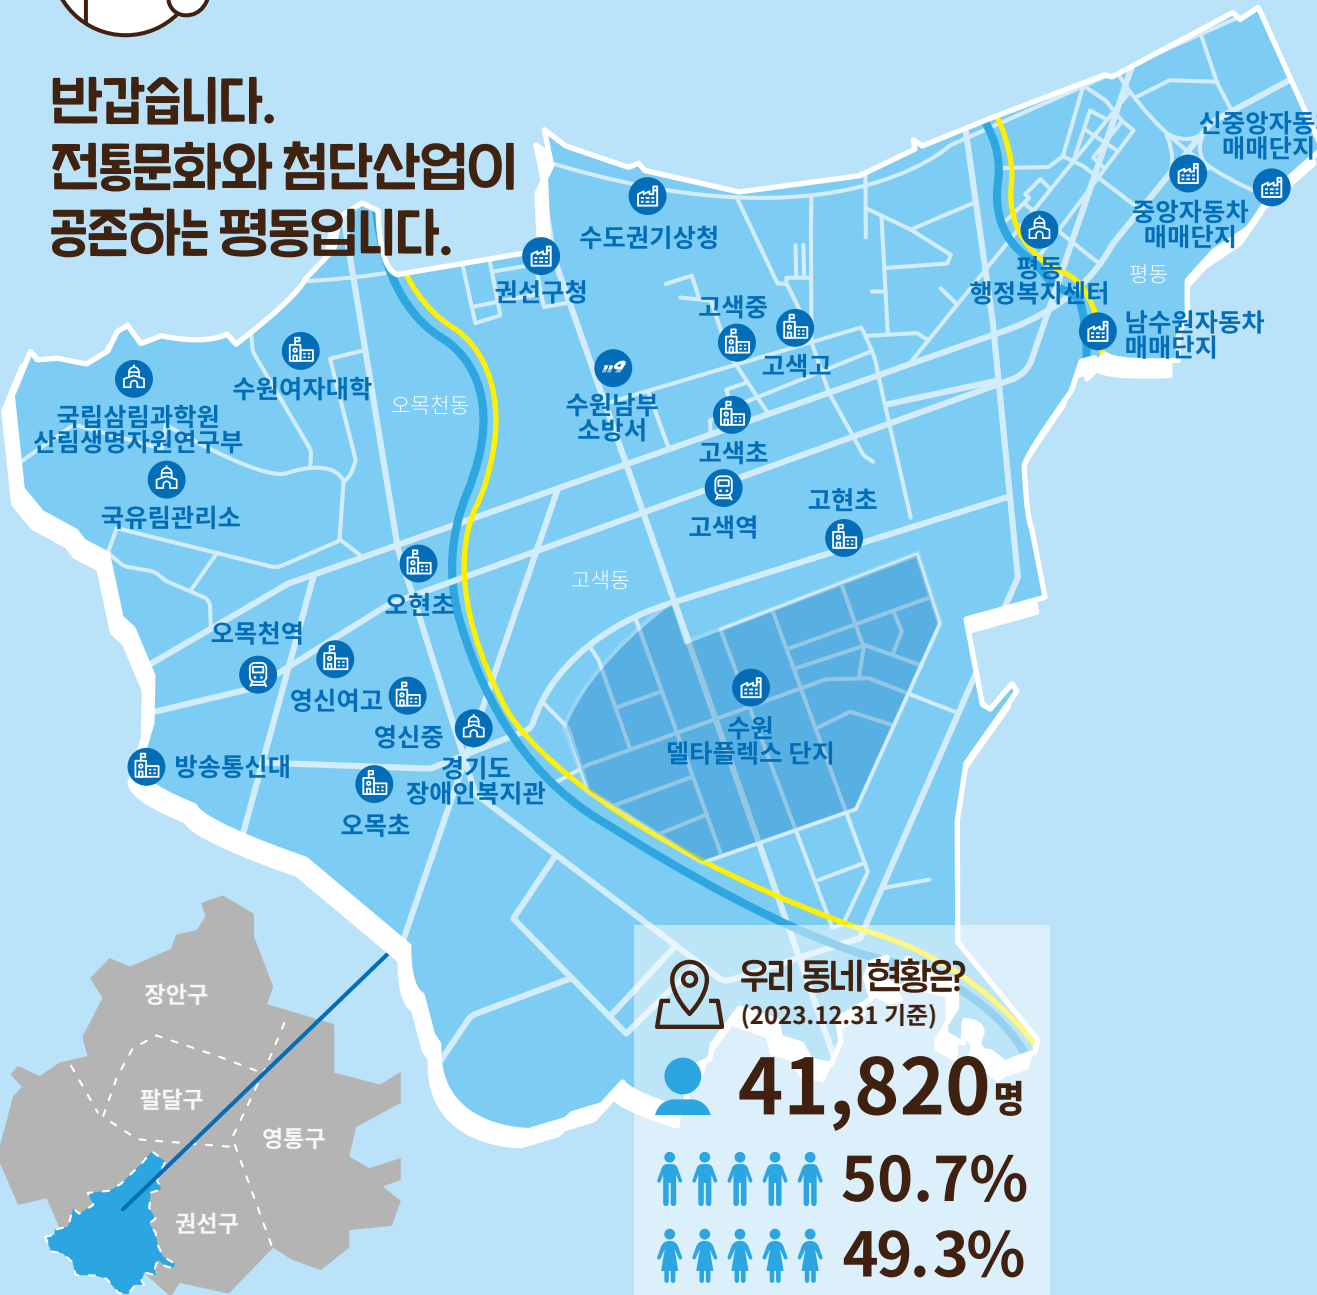 반갑습니다.
전통문화와 첨단산업이
공존하는 평동입니다.
신중앙자동
매매단지
중앙자동차
매매단지
수도권기상청
권선구청
평동
행정복지센터
평동
남수원자동차
매매단지
고색중
고색고
수원여자대학
오목천동
수원남부
소방서
국립삼림과학원
산림생명자원연구부
고색초
국유림관리소
고색역
고현초
오현초
고색동
오목천역
영신여고
영신중
수원
델타플렉스 단지
방송통신대
경기도
장애인복지관
오목초
장안구
팔달구
영통구
권선구
우리 동네 현황은?
(2023.12.31 기준)
41,820명
50.7%
49.3%
119